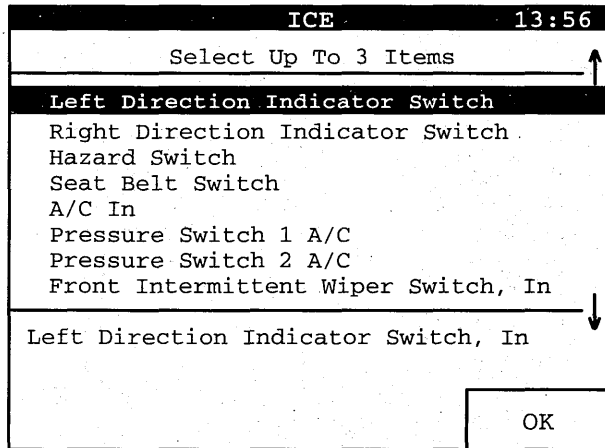 ICE 13:56
Select Up To 3 Items
Left Direction Indicator Switch
Right Direction Indicator Switch
Hazard Switch
Seat Belt Switch
A/C In
Pressure Switch 1 A/C
Pressure Switch 2 A/C
Front Intermittent Wiper Switch, In
Left Direction Indicator Switch, In
OK